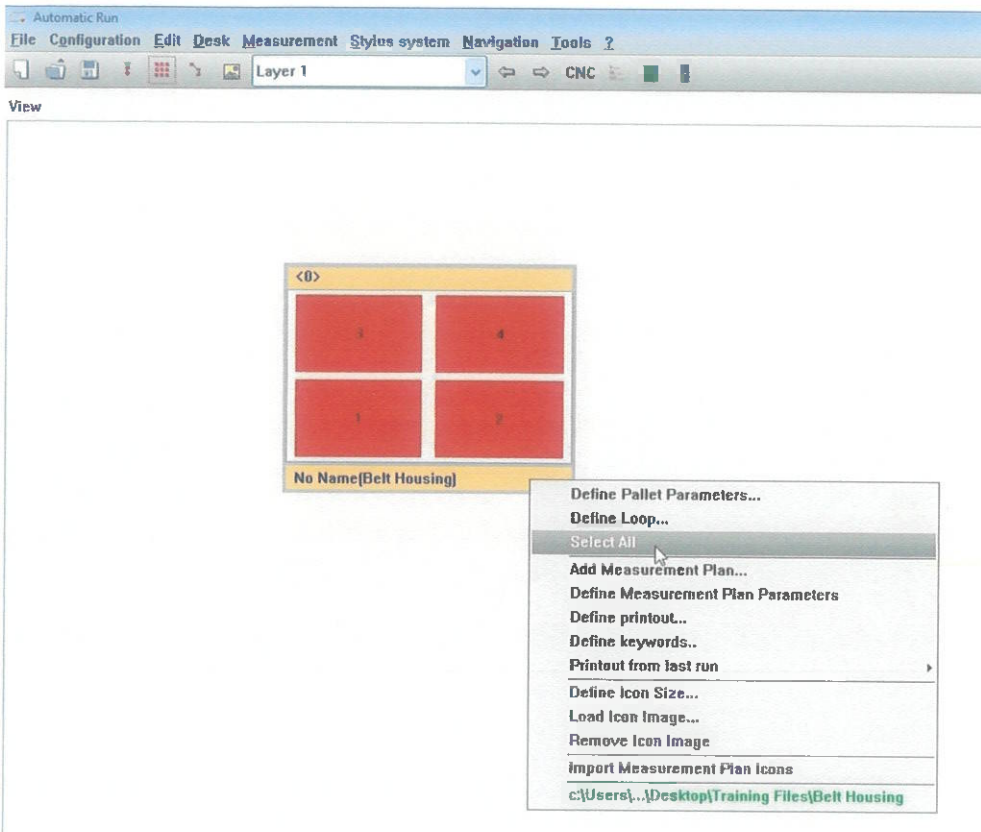 Automatic Run
File Configuration Edit Desk Measurement Stylus system Navigation Tools ?
Layer 1 CNC
View
<0>
3 4
1 2
No Name(Belt Housing)
Define Pallet Parameters...
Define Loop...
Select All
Add Measurement Plan...
Define Measurement Plan Parameters
Define printout...
Define keywords..
Printout from last run
Define Icon Size...
Load Icon Image...
Remove Icon Image
Import Measurement Plan Icons
c:\Users\...\Desktop\Training Files\Belt Housing